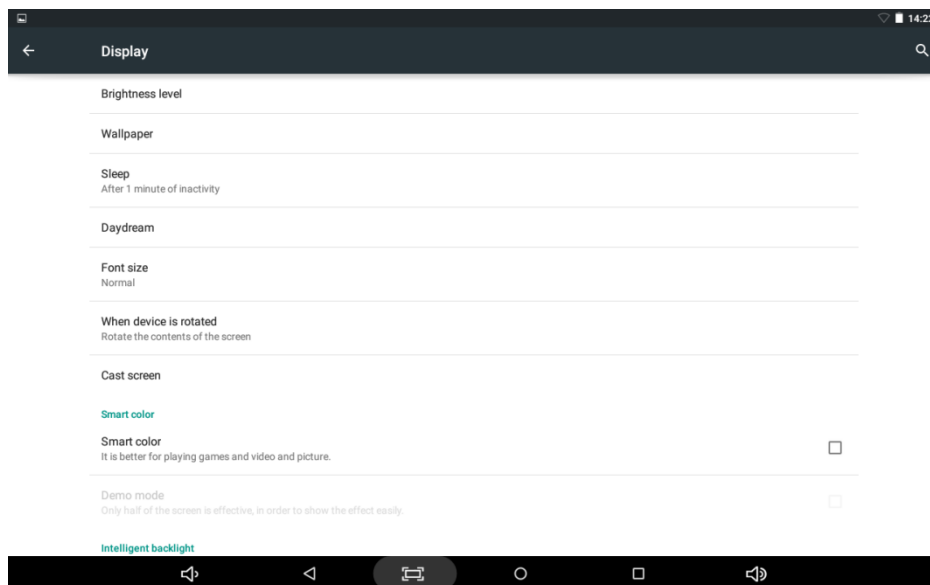 14:22
Display
Brightness level
Wallpaper
Sleep
After 1 minute of inactivity
Daydream
Font size
Normal
When device is rotated
Rotate the contents of the screen
Cast screen
Smart color
Smart color
It is better for playing games and video and picture.
Demo mode
Only half of the screen is effective, in order to show the effect easily.
Intelligent backlight